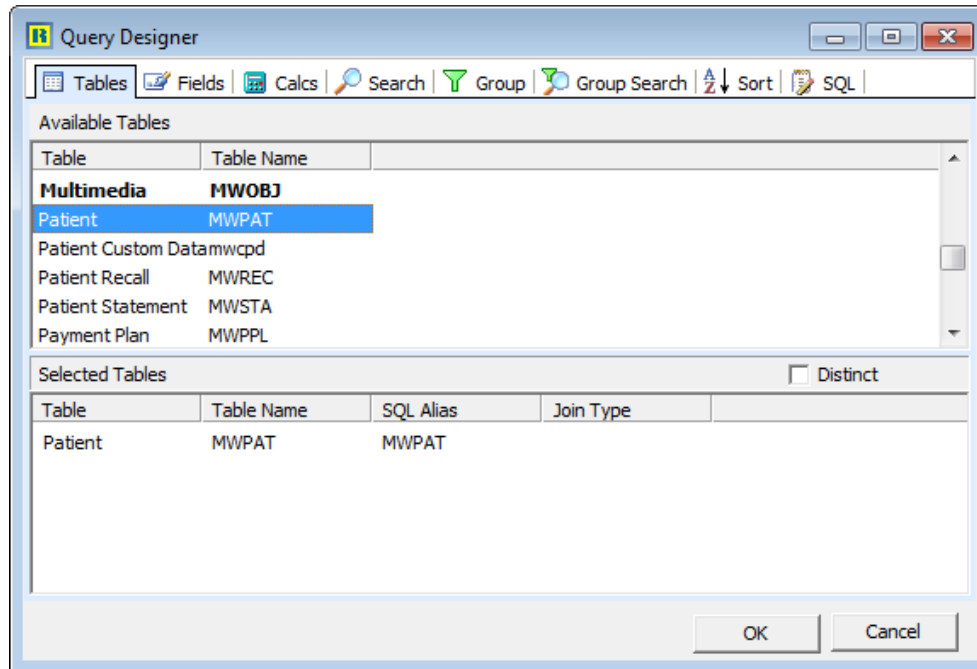 Query Designer
Tables Fields Calcs Search Group Group Search Sort SQL
Available Tables
Table Table Name
Multimedia MWOBJ
Patient MWPAT
Patient Custom Data mwcpd
Patient Recall MWREC
Patient Statement MWSTA
Payment Plan MWPPL
Selected Tables Distinct
Table Table Name SQL Alias Join Type
Patient MWPAT MWPAT
OK Cancel